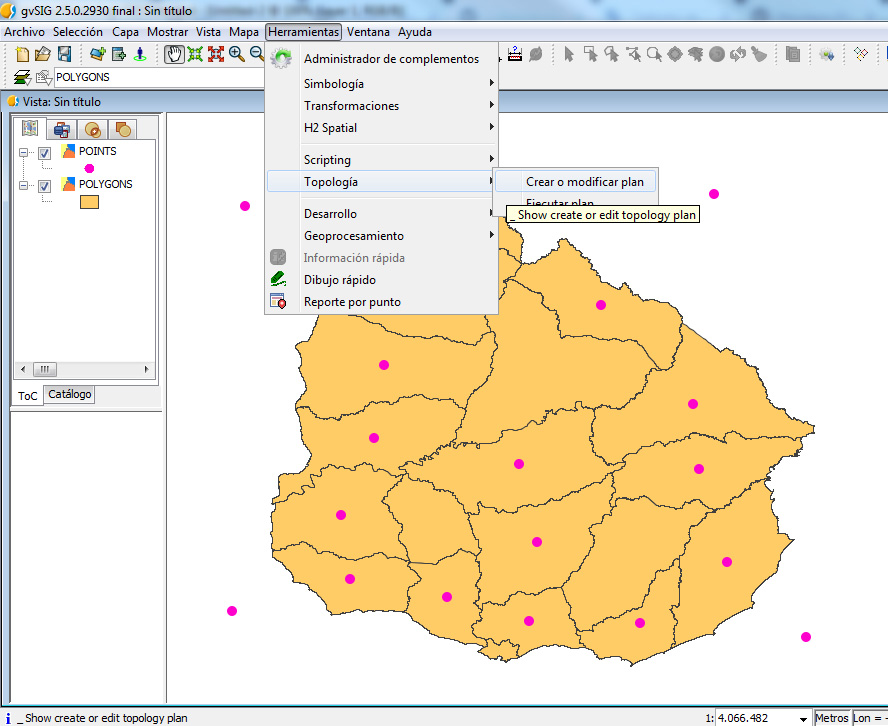 gvSIG 2.5.0.2930 final : Sin título
Archivo Selección Capa Mostrar Vista Mapa Herramientas Ventana Ayuda
POLYGONS
Administrador de complementos
Simbología
Transformaciones
H2 Spatial
Scripting
Topología
Desarrollo
Geoprocesamiento
Información rápida
Dibujo rápido
Reporte por punto
Crear o modificar plan
Ejecutar plan
_Show create or edit topology plan
Vista: Sin título
POINTS
POLYGONS
ToC Catálogo
_Show create or edit topology plan
1: 4.066.482 Metros Lon = -